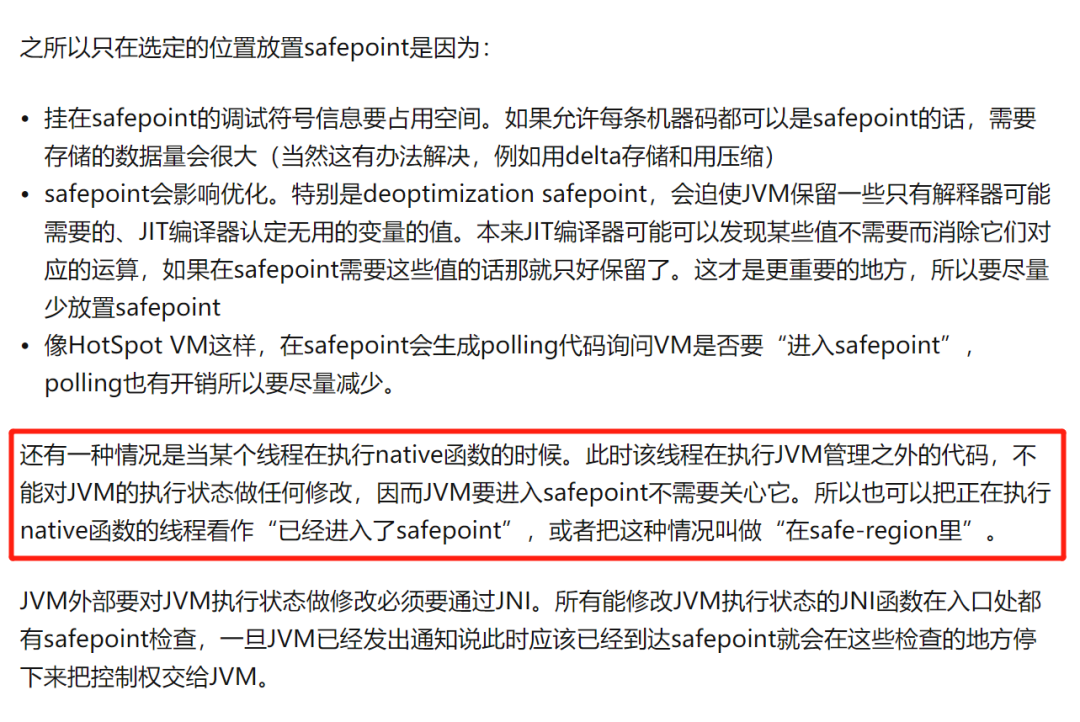 之所以只在选定的位置放置safepoint是因为：
• 挂在safepoint的调试符号信息要占用空间。如果允许每条机器码都可以是safepoint的话，需要
存储的数据量会很大（当然这有办法解决，例如用delta存储和用压缩）
• safepoint会影响优化。特别是deoptimization safepoint，会迫使JVM保留一些只有解释器可能
需要的、JIT编译器认定无用的变量的值。本来JIT编译器可能可以发现某些值不需要而消除它们对
应的运算，如果在safepoint需要这些值的话那就只好保留了。这才是更重要的地方，所以要尽量
少放置safepoint
• 像HotSpot VM这样，在safepoint会生成polling代码询问VM是否要“进入safepoint”，
polling也有开销所以要尽量减少。
还有一种情况是当某个线程在执行native函数的时候。此时该线程在执行JVM管理之外的代码，不
能对JVM的执行状态做任何修改，因而JVM要进入safepoint不需要关心它。所以也可以把正在执行
native函数的线程看作“已经进入了safepoint”，或者把这种情况叫做“在safe-region里”。
JVM外部要对JVM执行状态做修改必须要通过JNI。所有能修改JVM执行状态的JNI函数在入口处都
有safepoint检查，一旦JVM已经发出通知说此时应该已经到达safepoint就会在这些检查的地方停
下来把控制权交给JVM。